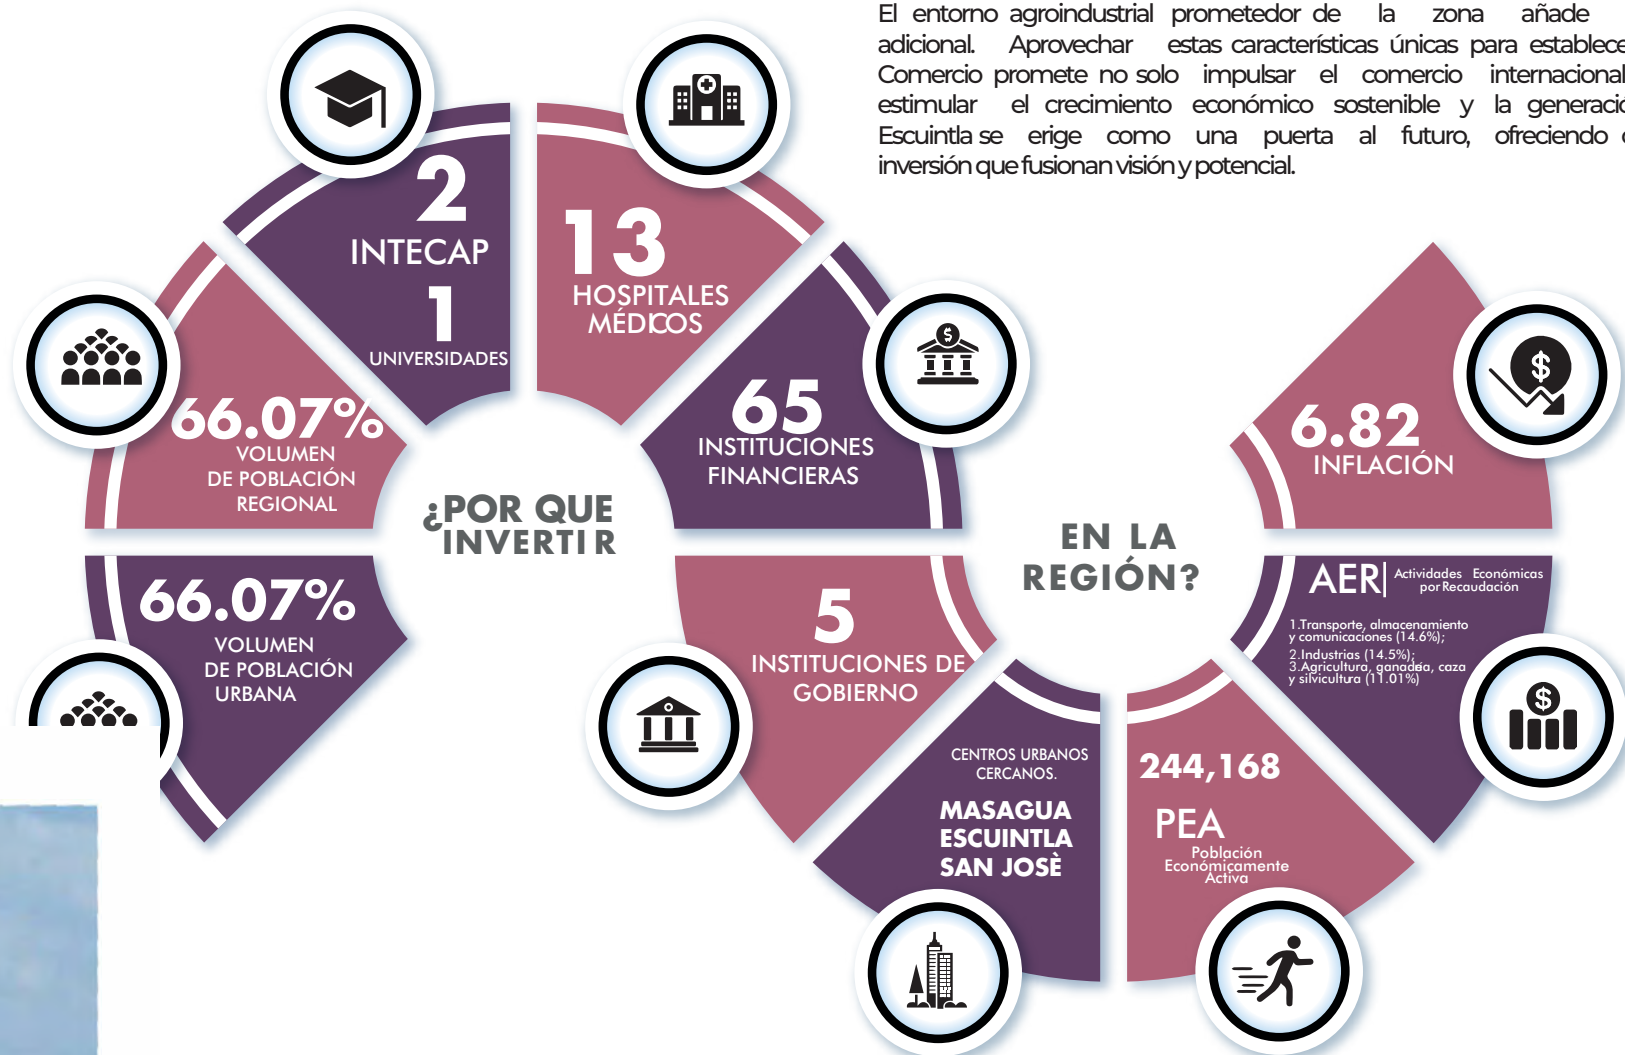 El entorno agroindustrial prometedor de la zona añade
adicional. Aprovechar estas características únicas para establece
Comercio promete no solo impulsar el comercio internacional
estimular el crecimiento económico sostenible y la generació
Escuintla se erige como una puerta al futuro, ofreciendo
inversión que fusionan visión y potencial.
2
INTECAP
1
UNIVERSIDADES
13
HOSPITALES
MÉDICOS
66.07%
VOLUMEN
DE POBLACIÓN
REGIONAL
65
INSTITUCIONES
FINANCIERAS
¿POR QUE
INVERTIR
66.07%
VOLUMEN
DE POBLACIÓN
URBANA
5
INSTITUCIONES DE
GOBIERNO
EN LA
REGIÓN?
6.82
INFLACIÓN
AER| Actividades Económicas
por Recaudación
1.Transporte, almacenamiento
y comunicaciones (14.6%);
2.Industrias (14.5%);
3.Agricultura, ganadería, caza
y silvicultura (11.01%)
CENTROS URBANOS
CERCANOS.
MASAGUA
ESCUINTLA
SAN JOSÈ
244,168
PEA
Población
Económicamente
Activa